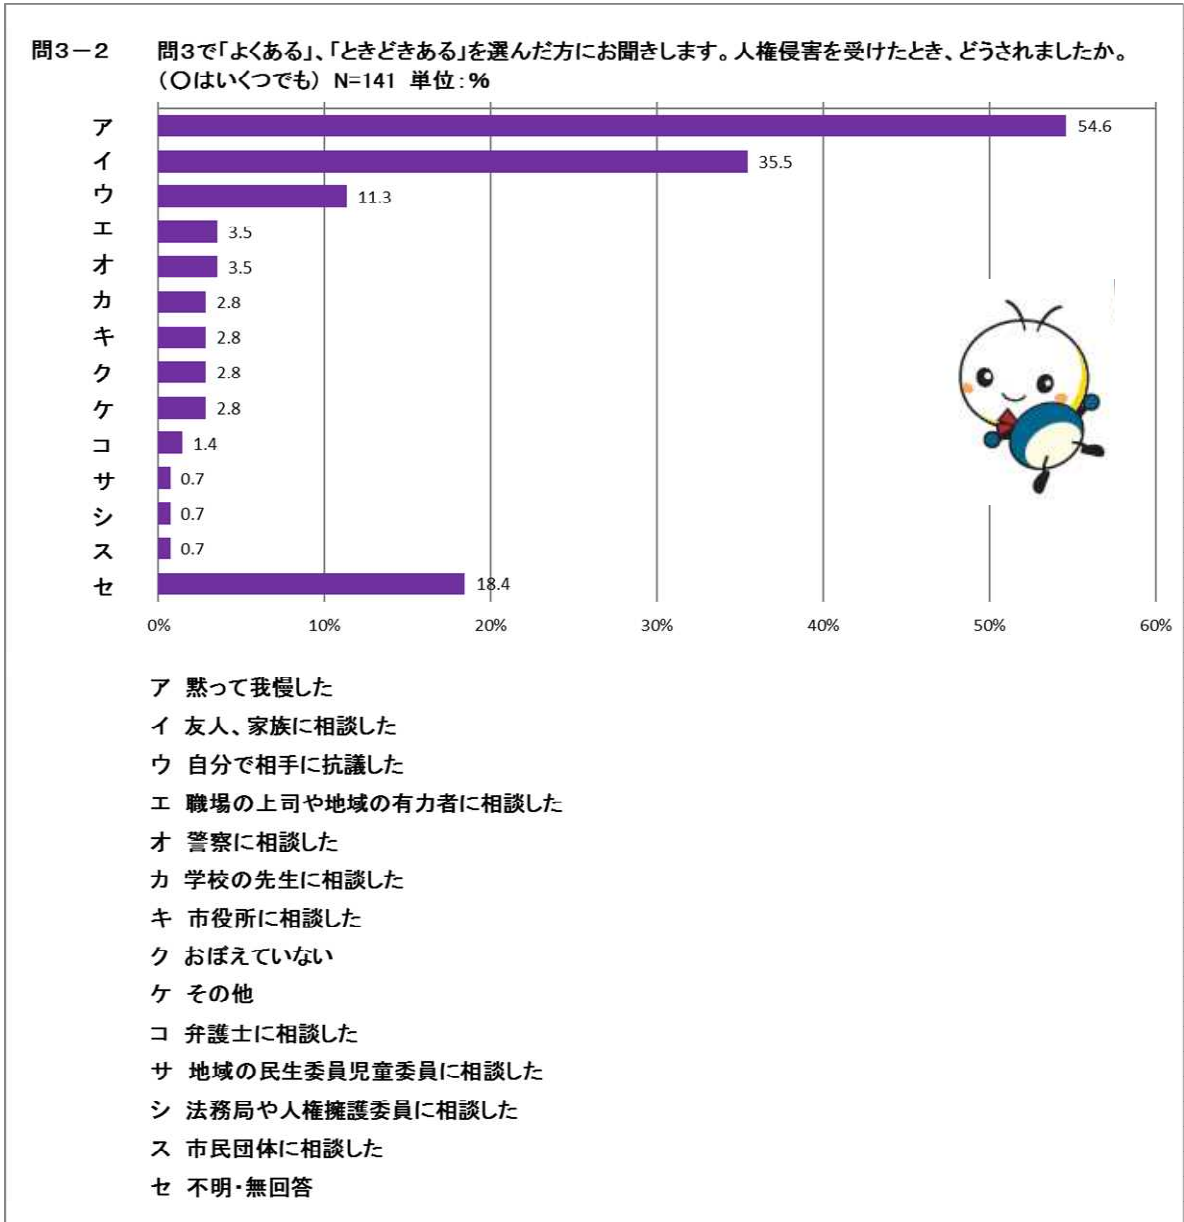 問3－2 問3で「よくある」、「ときどきある」を選んだ方にお聞きします。人権侵害を受けたとき、どうされましたか。
（〇はいくつでも） N=141 単位：%
ア 54.6
イ 35.5
ウ 11.3
エ 3.5
オ 3.5
カ 2.8
キ 2.8
ク 2.8
ケ 2.8
コ 1.4
サ 0.7
シ 0.7
ス 0.7
セ 18.4
0% 10% 20% 30% 40% 50% 60%
ア 黙って我慢した
イ 友人、家族に相談した
ウ 自分で相手に抗議した
エ 職場の上司や地域の有力者に相談した
オ 警察に相談した
カ 学校の先生に相談した
キ 市役所に相談した
ク おぼえていない
ケ その他
コ 弁護士に相談した
サ 地域の民生委員児童委員に相談した
シ 法務局や人権擁護委員に相談した
ス 市民団体に相談した
セ 不明・無回答